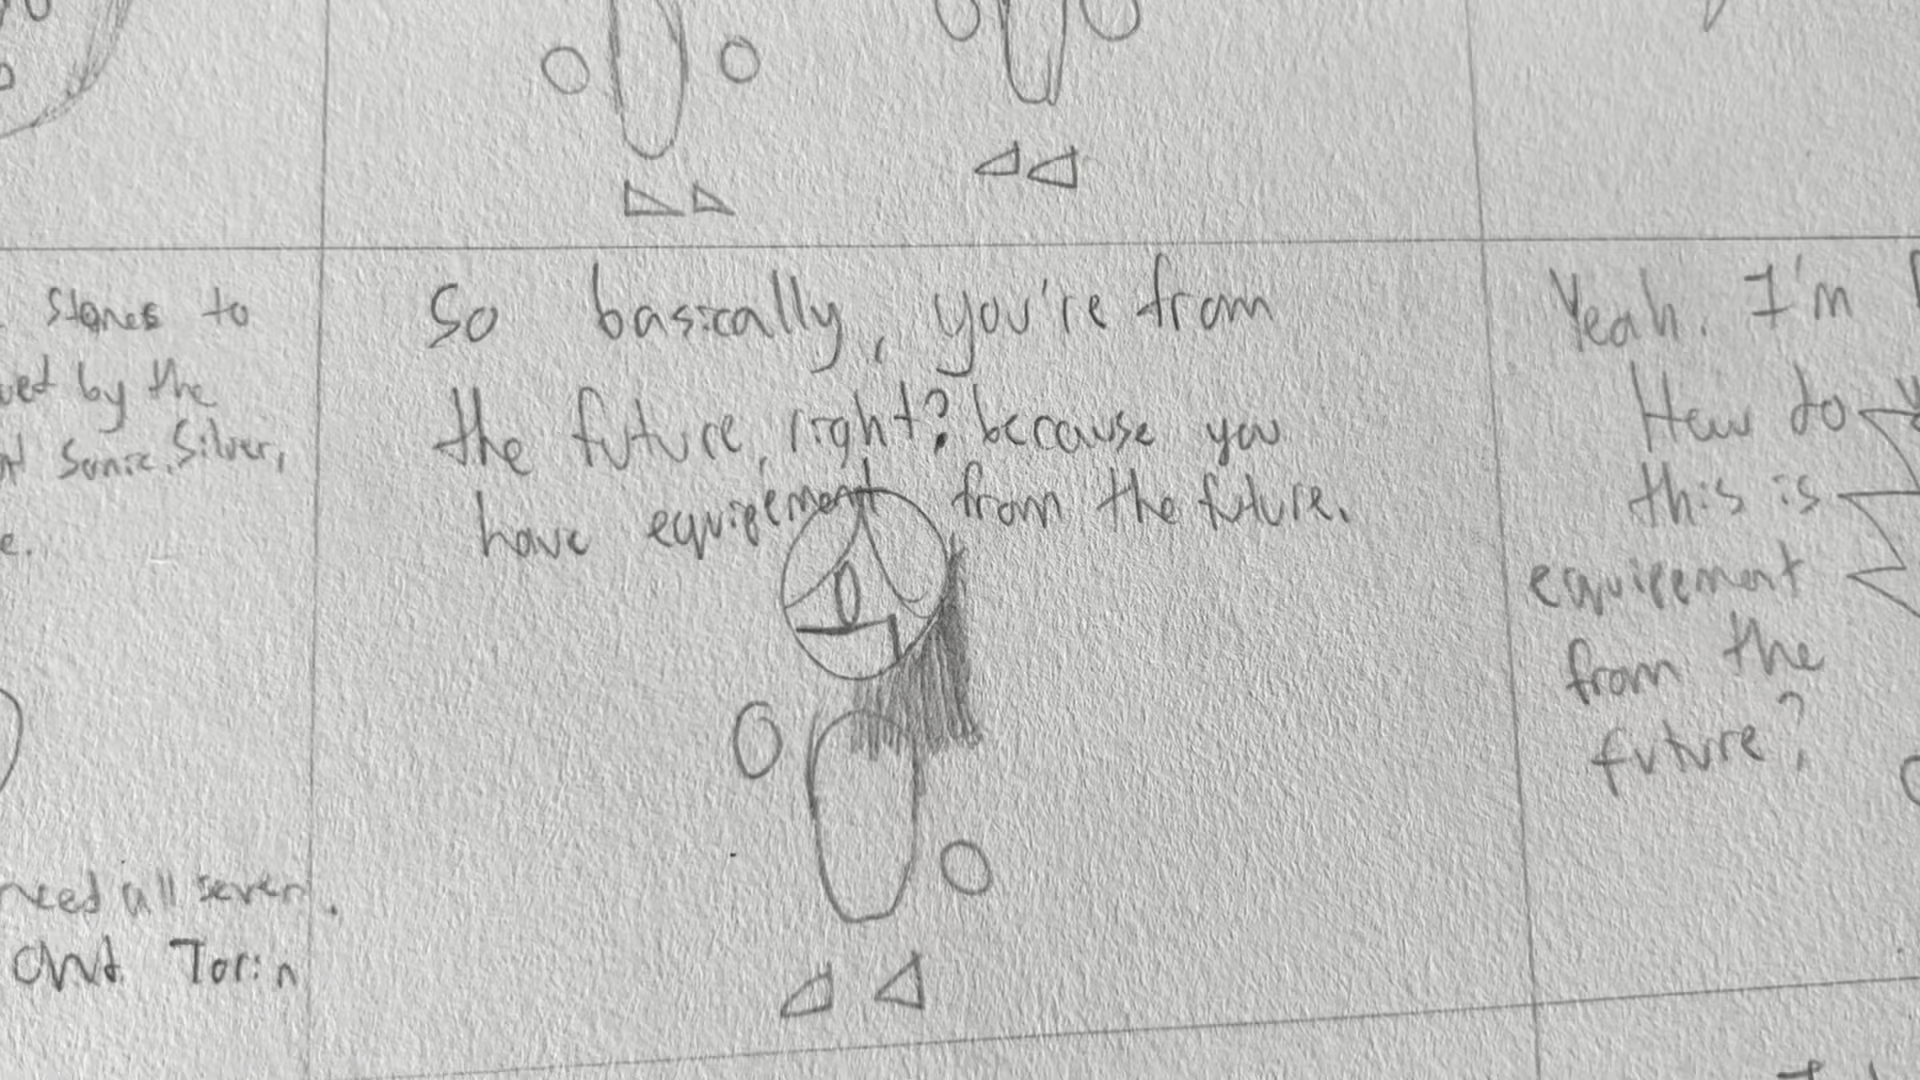 stones to
by the
Sonic, Silver,
e.
need all seven.
and Torin
So basically, you're from
the future, right? because you
have equipement from the future.
Yeah. I'm
How do
this is
equipement
from the
future?